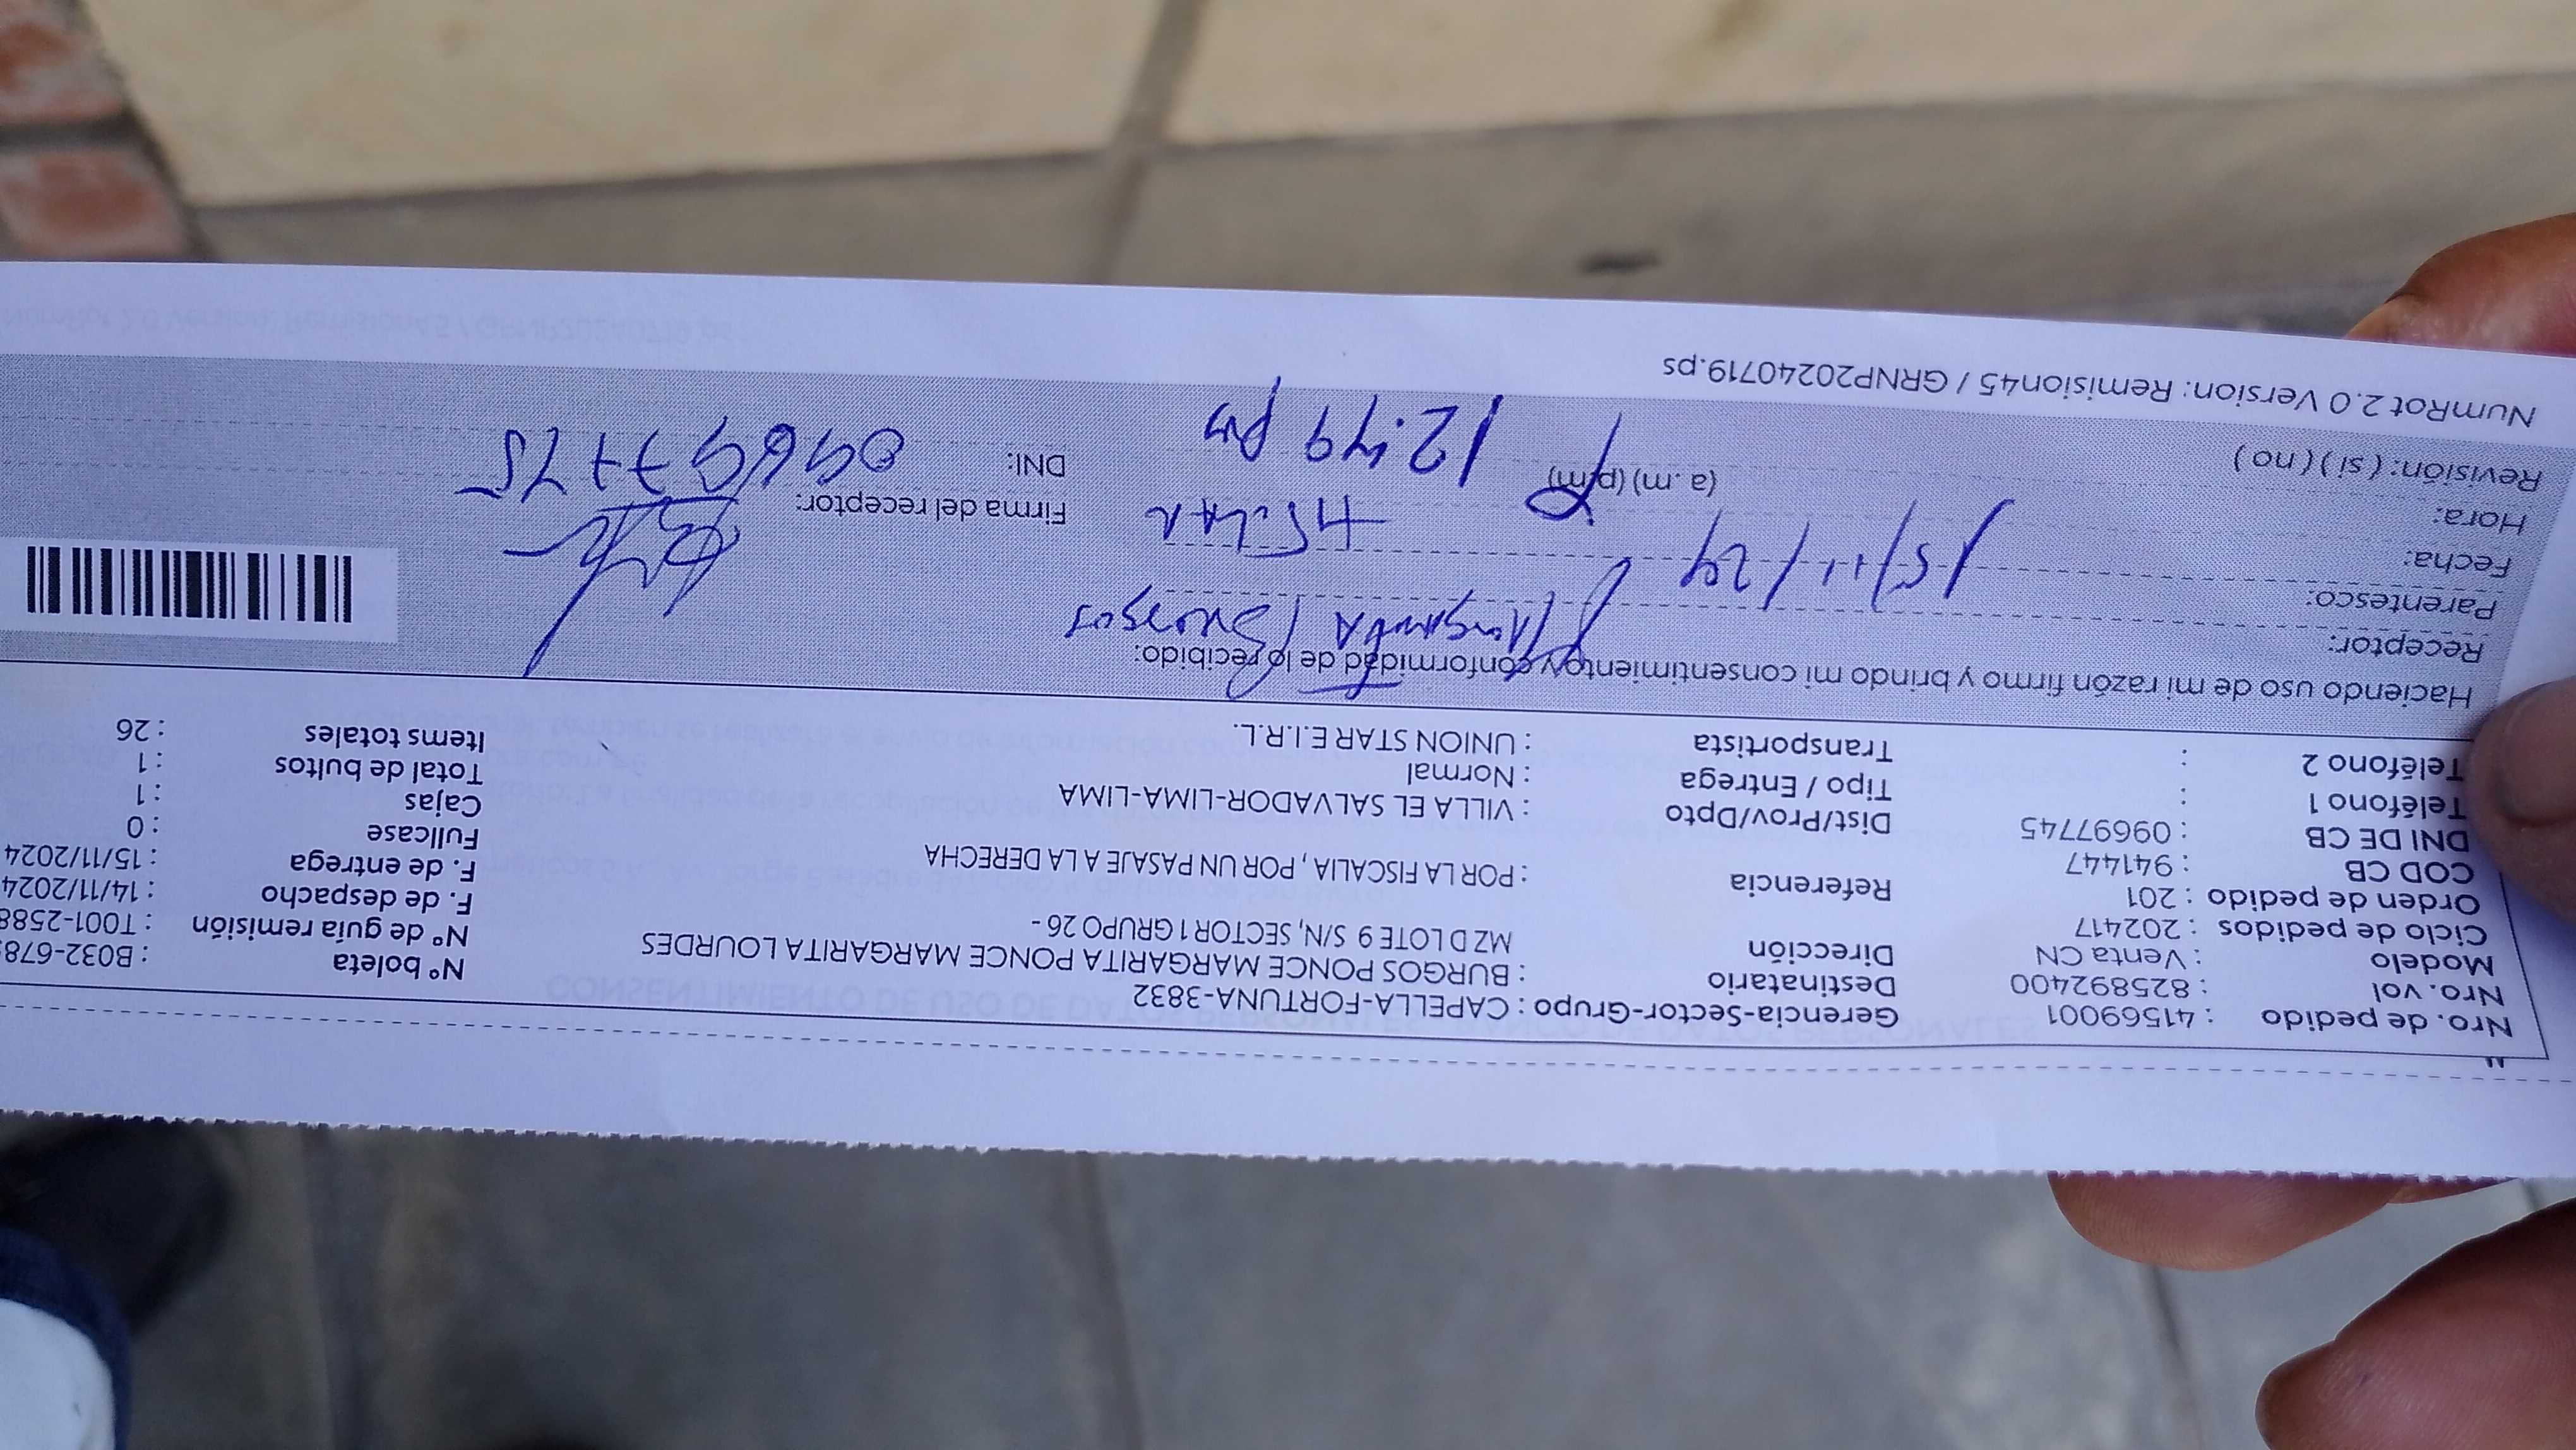 Nro. de pedido : 41569001 Gerencia-Sector-Grupo : CAPELLA-FORTUNA-3832 Nº boleta : B032-678
Nro. vol : 825892400 Destinatario : BURGOS PONCE MARGARITA PONCE MARGARITA LOURDES Nº de guía remisión : T001-2588
Modelo : Venta CN Dirección MZ D LOTE 9 S/N, SECTOR 1 GRUPO 26 - F. de despacho : 14/11/2024
Ciclo de pedidos : 202417 F. de entrega : 15/11/2024
Orden de pedido : 201 Referencia : POR LA FISCALIA , POR UN PASAJE A LA DERECHA Fullcase : 0
COD CB : 941447 Cajas : 1
DNI DE CB : 09697745 Dist/Prov/Dpto : VILLA EL SALVADOR-LIMA-LIMA Total de bultos : 1
Teléfono 1 : Tipo / Entrega : Normal Items totales : 26
Teléfono 2 : Transportista : UNION STAR E.I.R.L.
Haciendo uso de mi razón firmo y brindo mi consentimiento y conformidad de lo recibido:
Receptor: Margarita Burgos
Parentesco:
Fecha: 15/11/24
Hora: (a.m) (p.m) 12:49 pm Firma del receptor:
Revisión: ( si ) ( no ) DNI: 09697745
NumRot 2.0 Version: Remision45 / GRNP20240719.ps